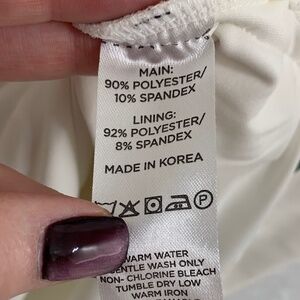 MAIN:
90% POLYESTER/
10% SPANDEX
LINING:
92% POLYESTER/
8% SPANDEX
MADE IN KOREA
P
WARM WATER
GENTLE WASH ONLY
NON- CHLORINE BLEACH
TUMBLE DRY LOW
WARM IRON